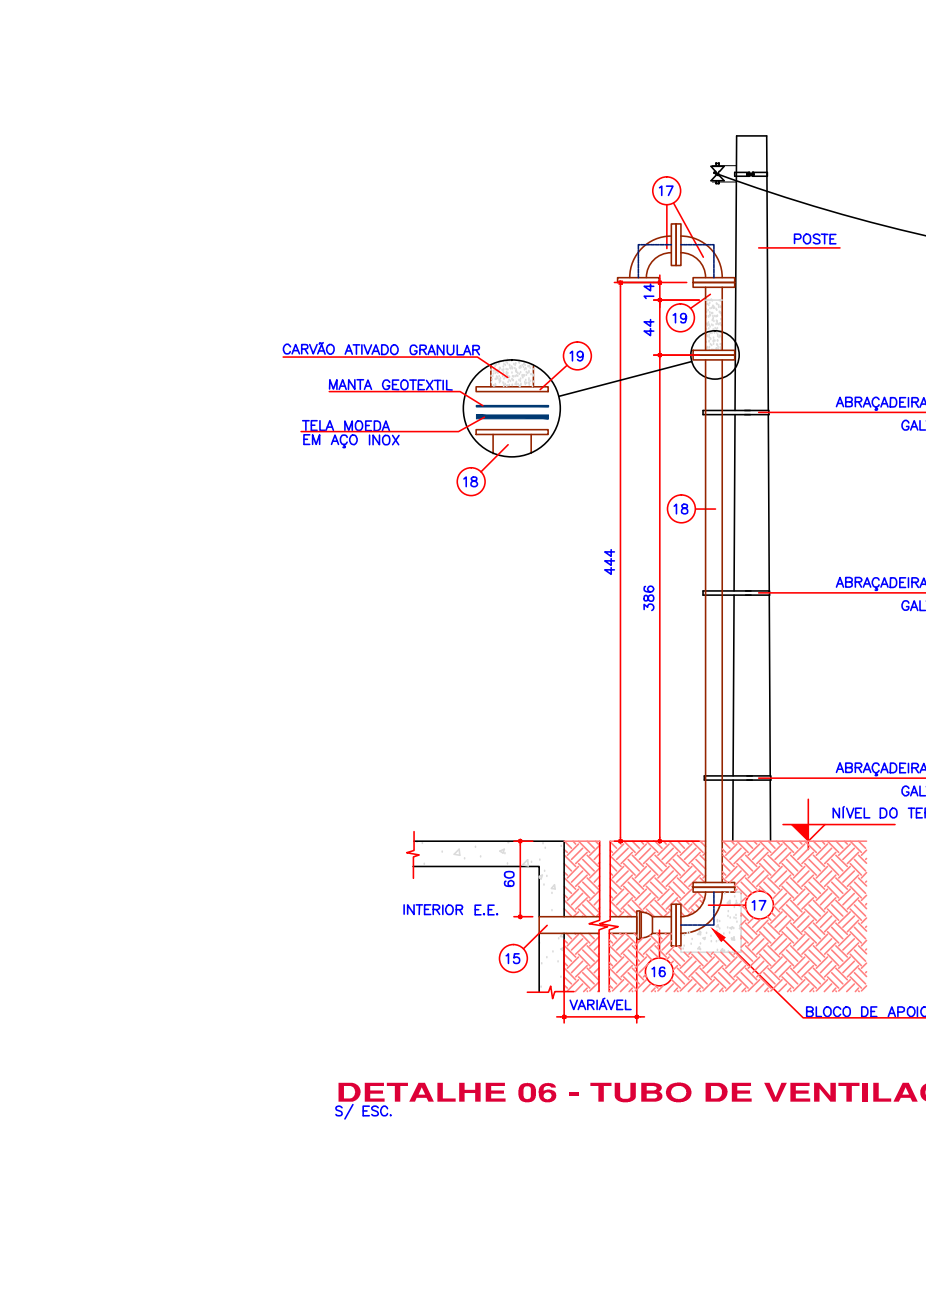 17
POSTE
14
19
44
CARVÃO ATIVADO GRANULAR
19
MANTA GEOTEXTIL
TELA MOEDA
EM AÇO INOX
18
ABRAÇADEIRA
GAL
18
444
386
ABRAÇADEIRA
GAL
ABRAÇADEIRA
GAL
NÍVEL DO TE
60
INTERIOR E.E.
17
15
16
VARIÁVEL
BLOCO DE APOIO
DETALHE 06 - TUBO DE VENTILAÇ
S/ ESC.